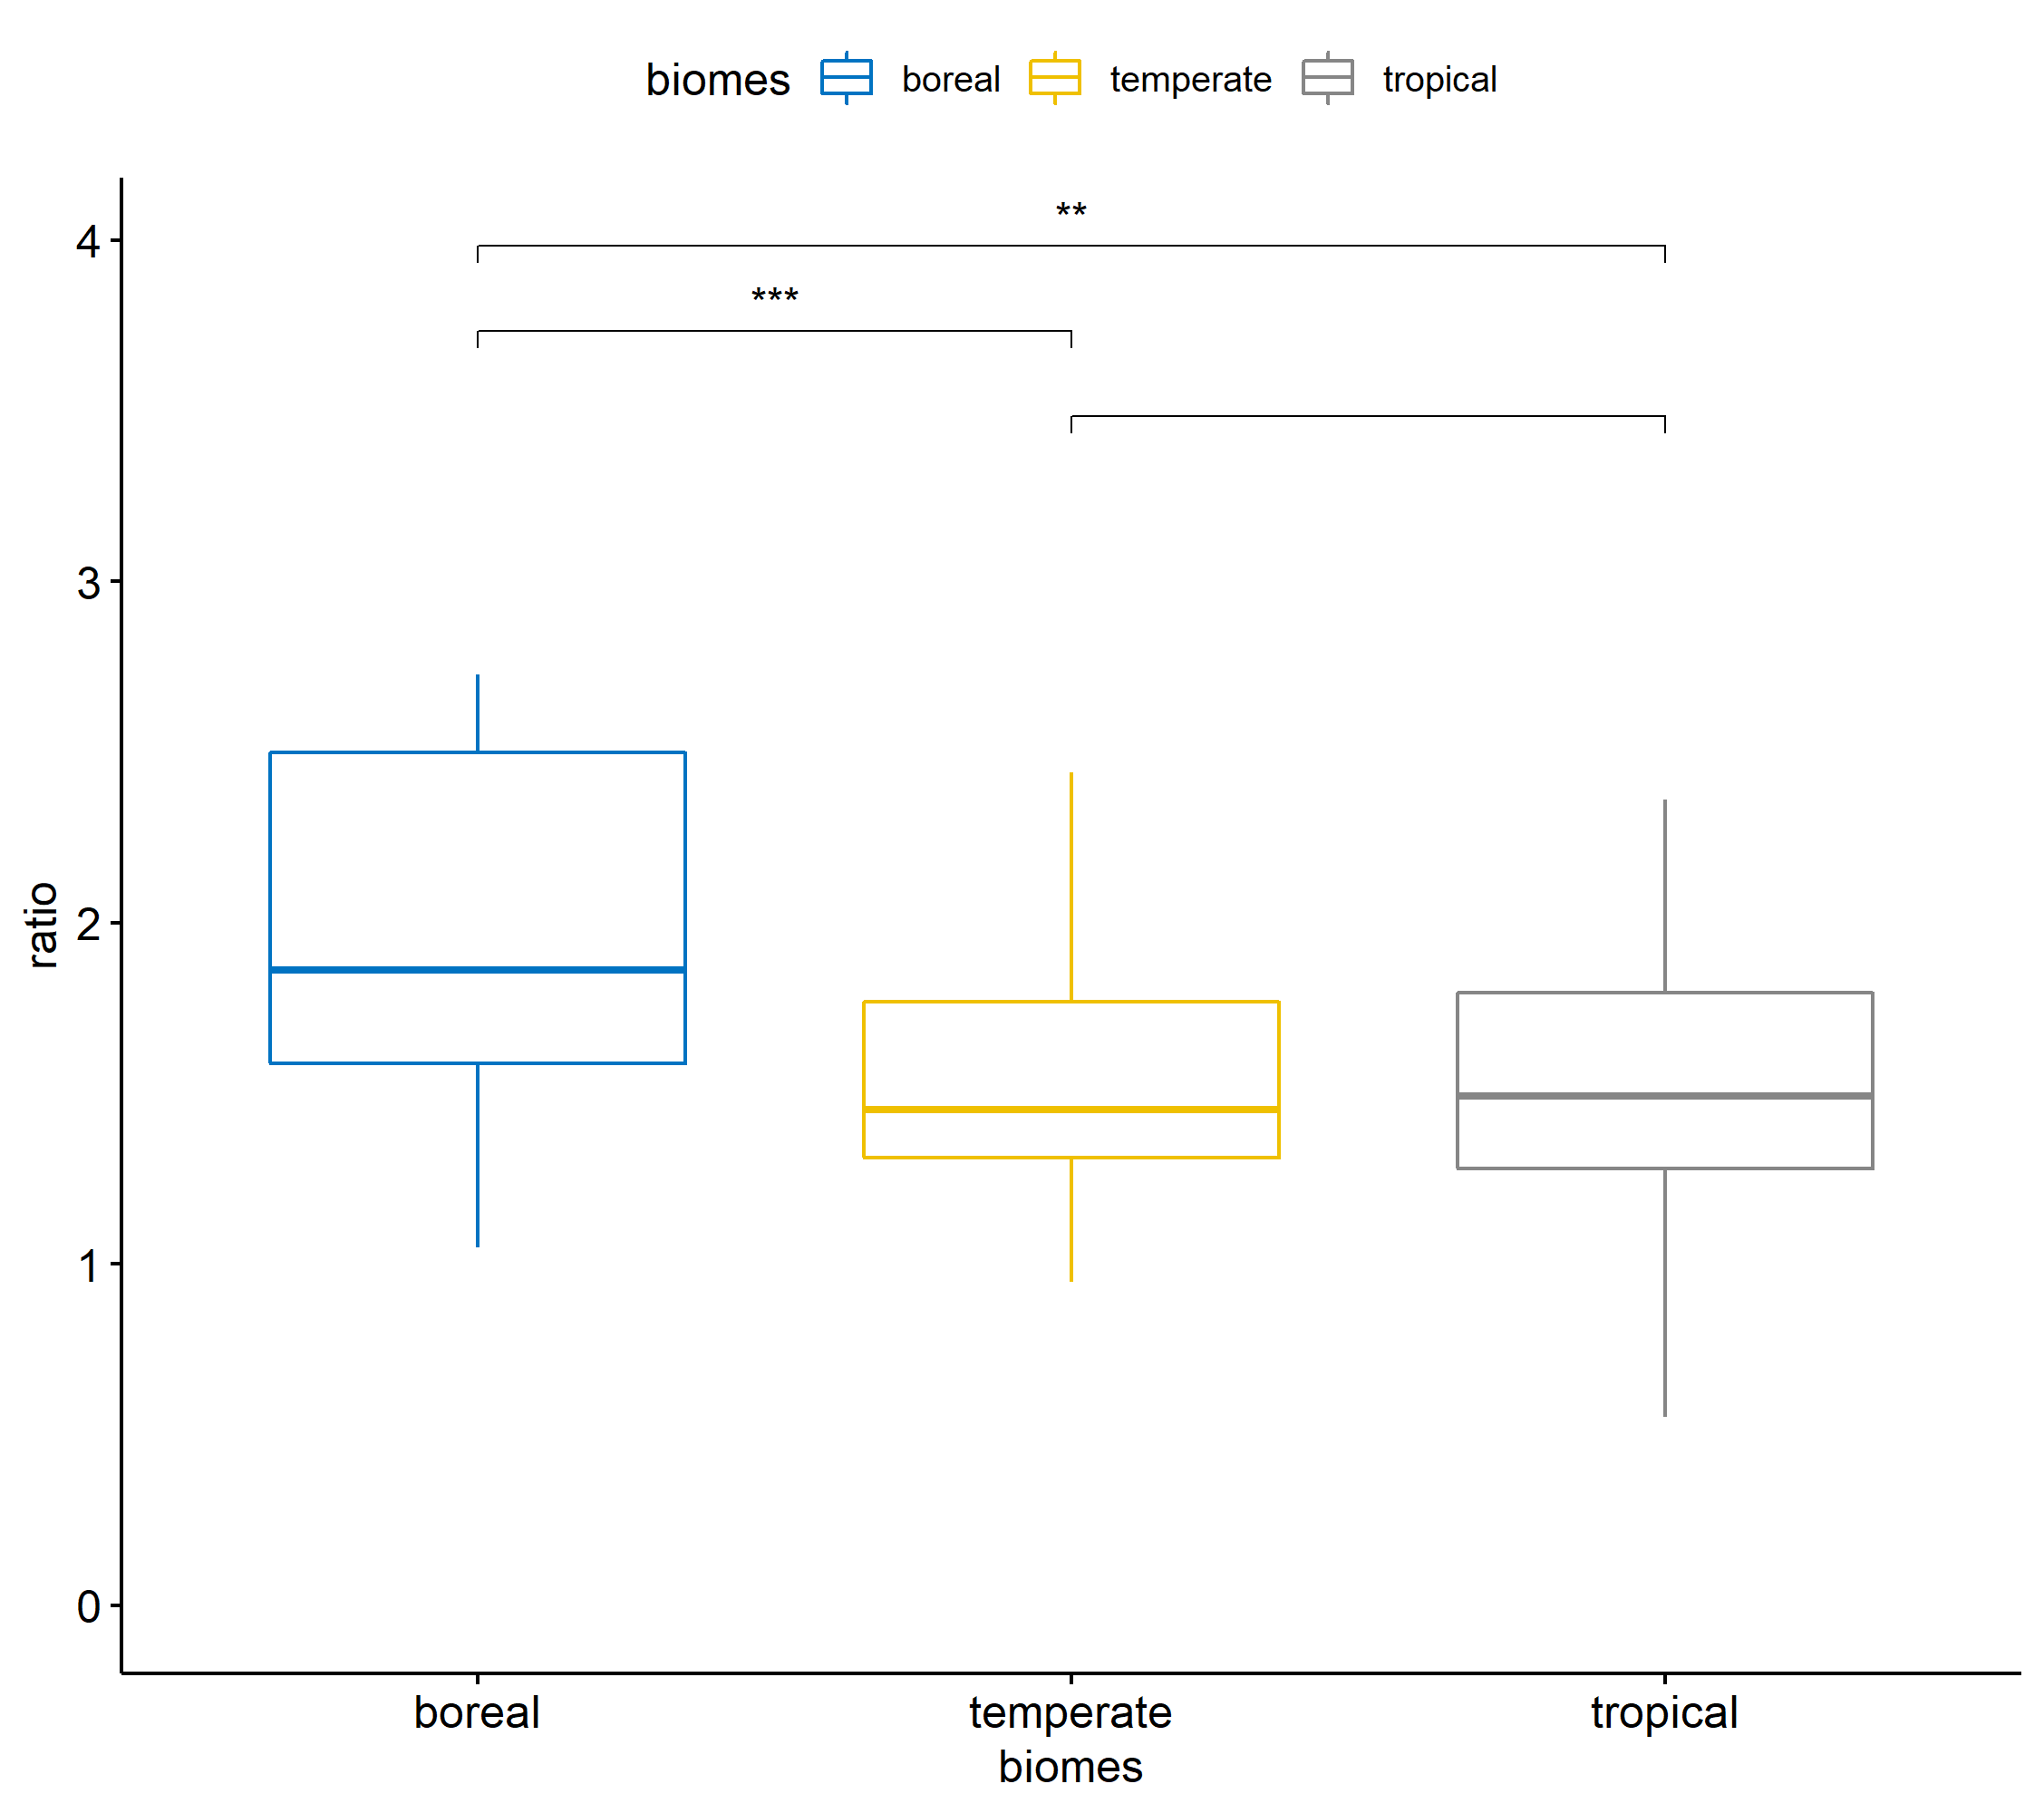 biomes boreal temperate tropical
4
**
***
3
2
ratio
1
0
boreal temperate tropical
biomes